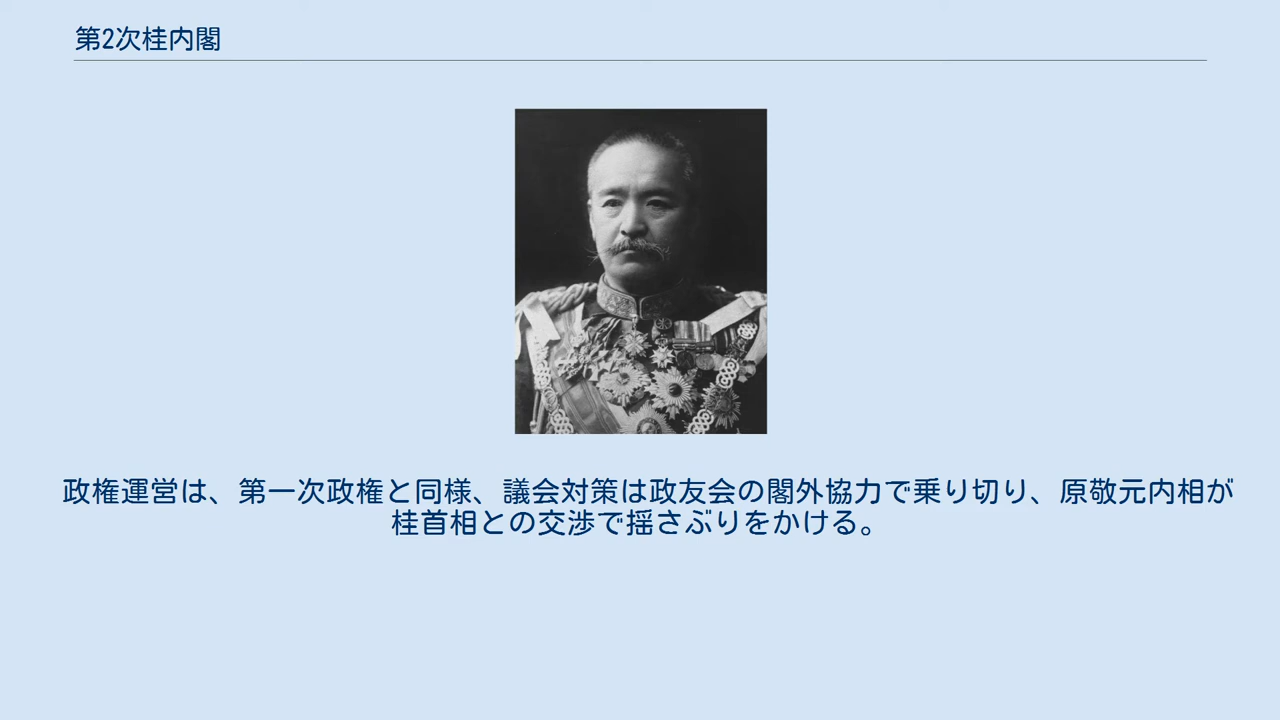 第2次桂内閣
政権運営は、第一次政権と同様、議会対策は政友会の閣外協力で乗り切り、原敬元内相が
桂首相との交渉で揺さぶりをかける。